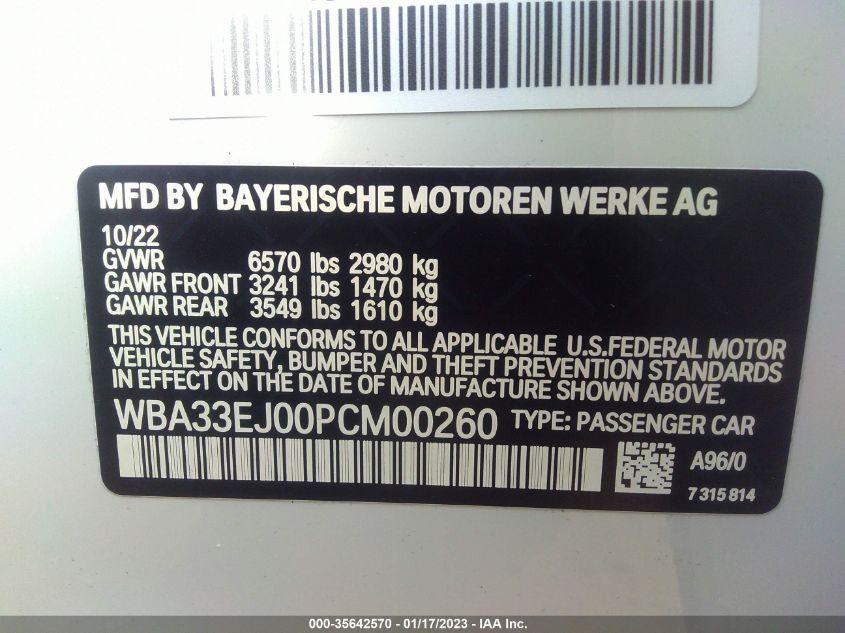 MFD BY BAYERISCHE MOTOREN WERKE AG
10/22
GVWR 6570 lbs 2980 kg
GAWR FRONT 3241 lbs 1470 kg
GAWR REAR 3549 lbs 1610 kg
THIS VEHICLE CONFORMS TO ALL APPLICABLE U.S.FEDERAL MOTOR
VEHICLE SAFETY, BUMPER AND THEFT PREVENTION STANDARDS
IN EFFECT ON THE DATE OF MANUFACTURE SHOWN ABOVE.
WBA33EJ00PCM00260 TYPE: PASSENGER CAR
A96/0
7 315 814
000-35642570 - 01/17/2023 - IAA Inc.